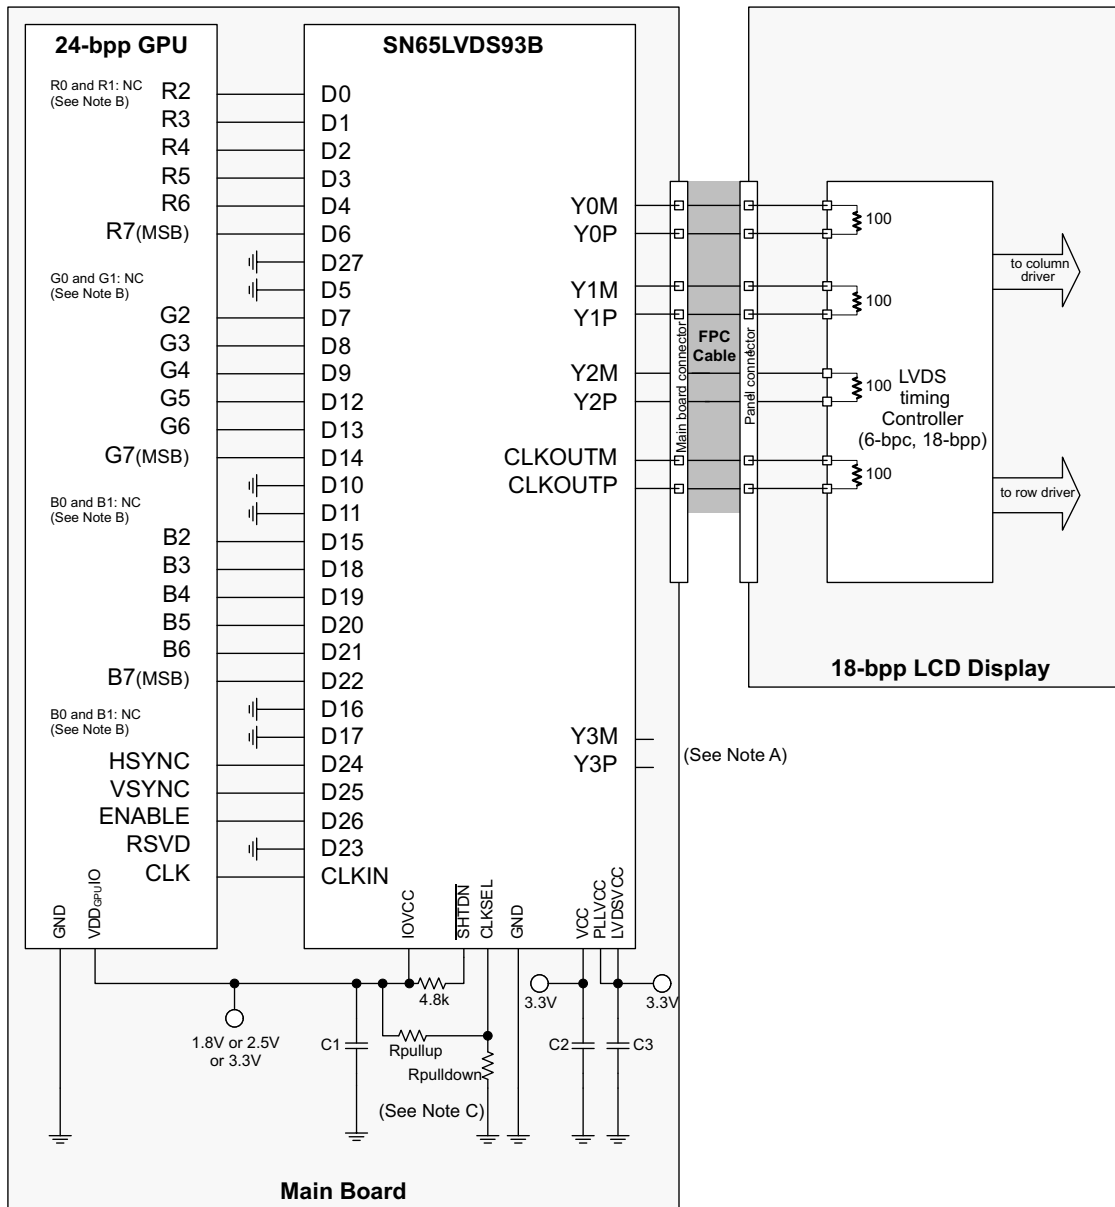 24-bpp GPU
R0 and R1: NC
(See Note B)
R2
R3
R4
R5
R6
R7(MSB)
G0 and G1: NC
(See Note B)
G2
G3
G4
G5
G6
G7(MSB)
B0 and B1: NC
(See Note B)
B2
B3
B4
B5
B6
B7(MSB)
B0 and B1: NC
(See Note B)
HSYNC
VSYNC
ENABLE
RSVD
CLK
GND
VDDGPUIO
SN65LVDS93B
D0
D1
D2
D3
D4
D6
D27
D5
D7
D8
D9
D12
D13
D14
D10
D11
D15
D18
D19
D20
D21
D22
D16
D17
D24
D25
D26
D23
CLKIN
Y0M
Y0P
Y1M
Y1P
Y2M
Y2P
CLKOUTM
CLKOUTP
Y3M
Y3P
(See Note A)
IOVCC
SHTDN
CLKSEL
GND
VCC
PLLVCC
LVDSVCC
Main board connector
FPC
Cable
Panel connector
100
100
100
100
LVDS
timing
Controller
(6-bpc, 18-bpp)
to column
driver
to row driver
18-bpp LCD Display
1.8V or 2.5V
or 3.3V
C1
4.8k
Rpullup
Rpulldown
(See Note C)
3.3V
3.3V
C2
C3
Main Board